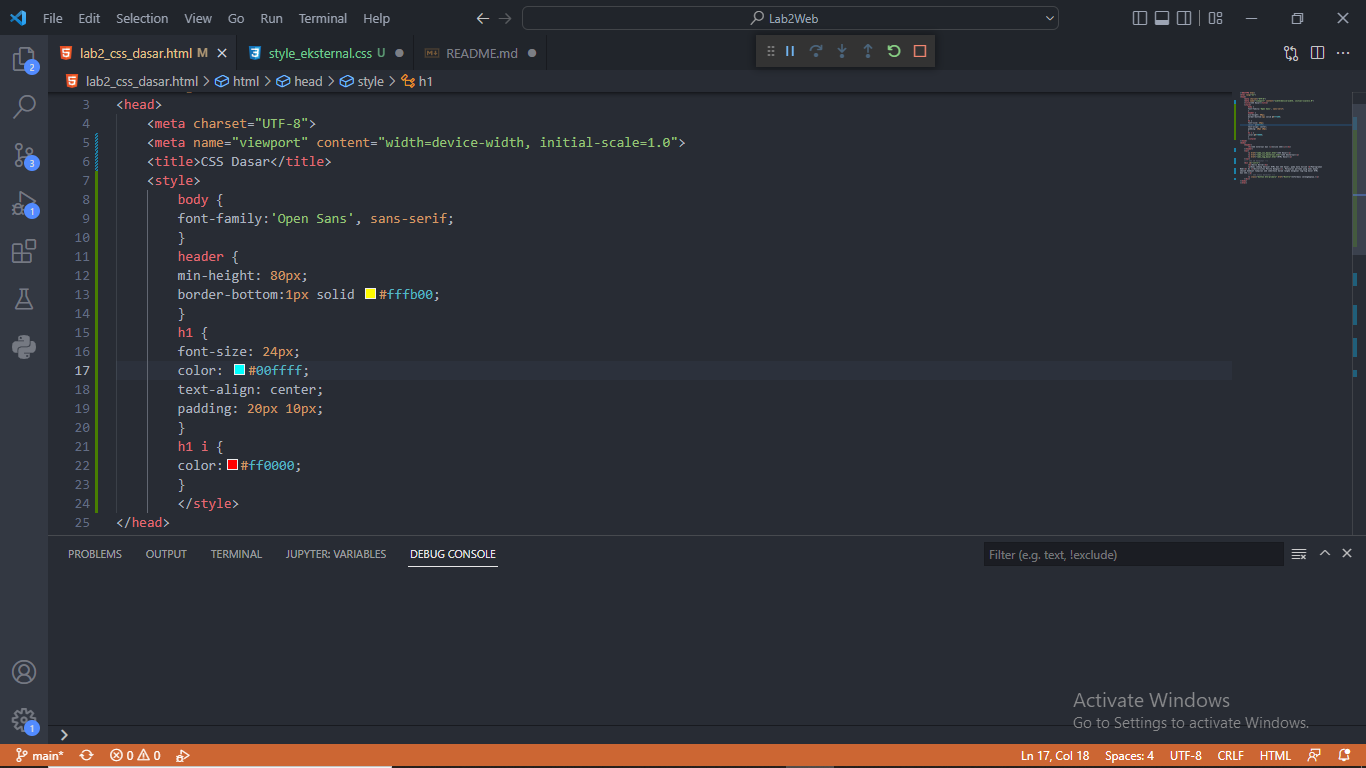 File Edit Selection View Go Run Terminal Help Lab2Web
lab2_css_dasar.html M style_eksternal.css U README.md
lab2_css_dasar.html > html > head > style > h1
3 <head>
4 <meta charset="UTF-8">
5 <meta name="viewport" content="width=device-width, initial-scale=1.0">
6 <title>CSS Dasar</title>
7 <style>
8 body {
9 font-family:'Open Sans', sans-serif;
10 }
11 header {
12 min-height: 80px;
13 border-bottom:1px solid #fffb00;
14 }
15 h1 {
16 font-size: 24px;
17 color: #00ffff;
18 text-align: center;
19 padding: 20px 10px;
20 }
21 h1 i {
22 color:#ff0000;
23 }
24 </style>
25 </head>
2
3
1
1
PROBLEMS OUTPUT TERMINAL JUPYTER: VARIABLES DEBUG CONSOLE Filter (e.g. text, !exclude)
Activate Windows
Go to Settings to activate Windows.
main* 0 0 Ln 17, Col 18 Spaces: 4 UTF-8 CRLF HTML